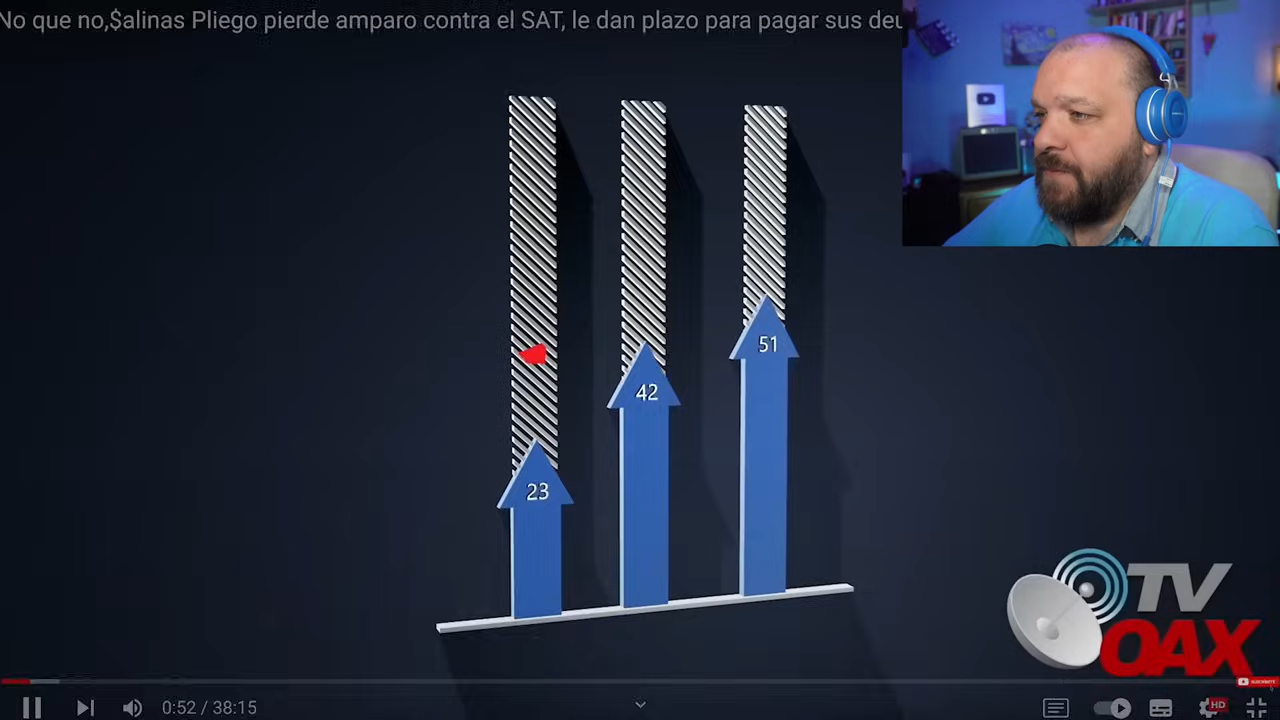 No que no,$alinas Pliego pierde amparo contra el SAT, le dan plazo para pagar sus deu
51
42
23
TV
OAX
0:52 / 38:15
HD